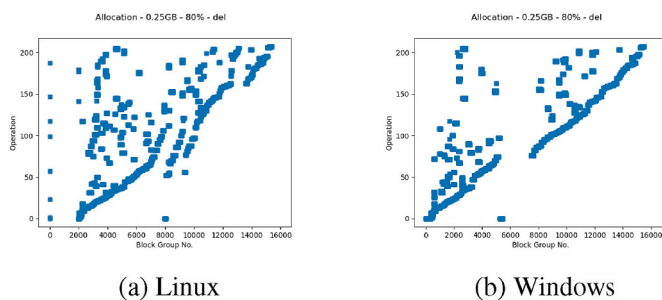 Allocation - 0.25GB - 80% - del
200
150
100
50
0
Operation
0 2000 4000 6000 8000 10000 12000 14000 16000
Block Group No.
(a) Linux
Allocation - 0.25GB - 80% - del
200
150
100
50
0
Operation
0 2000 4000 6000 8000 10000 12000 14000 16000
Block Group No.
(b) Windows